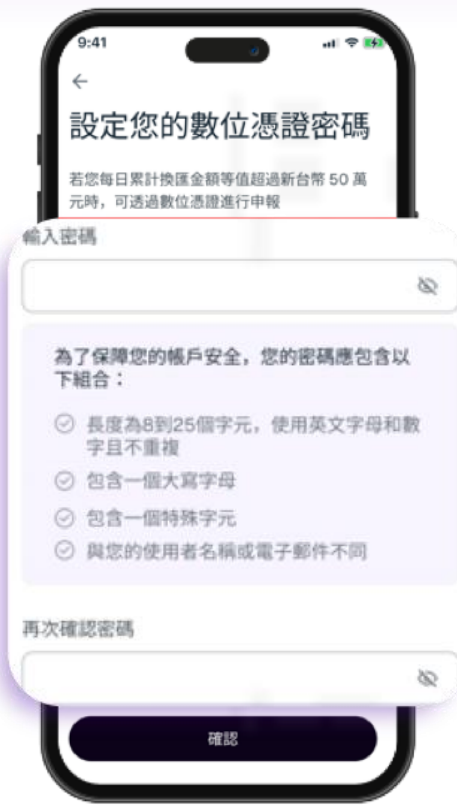 9:41
設定您的數位憑證密碼
若您每日累計換匯金額等值超過新台幣 50 萬
元時，可透過數位憑證進行申報
輸入密碼
為了保障您的帳戶安全，您的密碼應包含以
下組合：
長度為8到25個字元，使用英文字母和數
字且不重複
包含一個大寫字母
包含一個特殊字元
與您的使用者名稱或電子郵件不同
再次確認密碼
確認